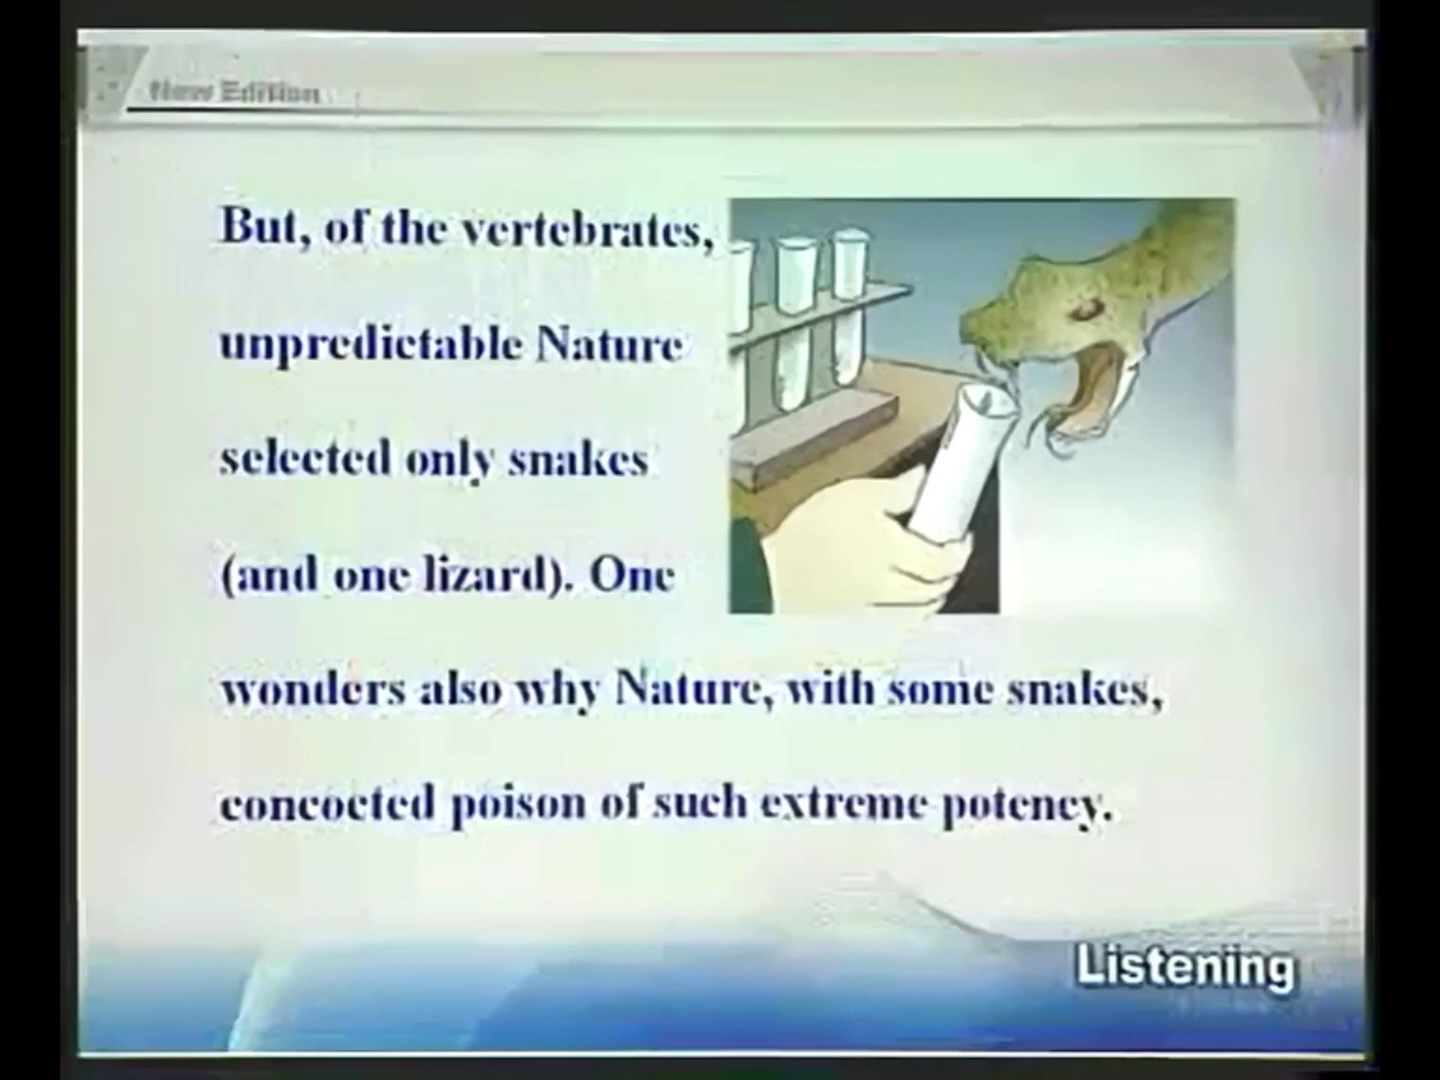 New Edition
But, of the vertebrates,
unpredictable Nature
selected only snakes
(and one lizard). One
wonders also why Nature, with some snakes,
concocted poison of such extreme potency.
Listening